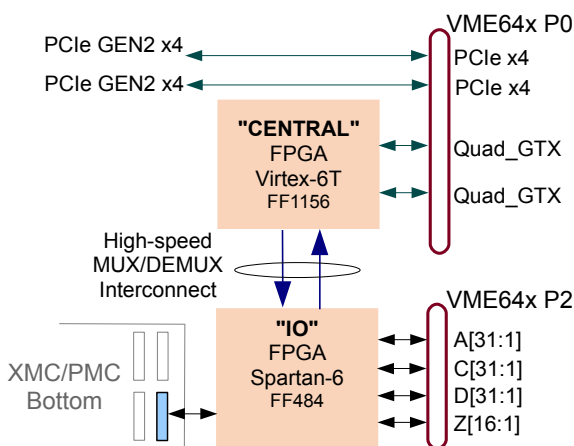 VME64x P0
PCIe GEN2 x4
PCIe x4
PCIe GEN2 x4
PCIe x4
"CENTRAL"
FPGA
Virtex-6T
FF1156
Quad_GTX
Quad_GTX
High-speed
MUX/DEMUX
Interconnect
VME64x P2
"IO"
FPGA
Spartan-6
FF484
A[31:1]
C[31:1]
D[31:1]
Z[16:1]
XMC/PMC
Bottom